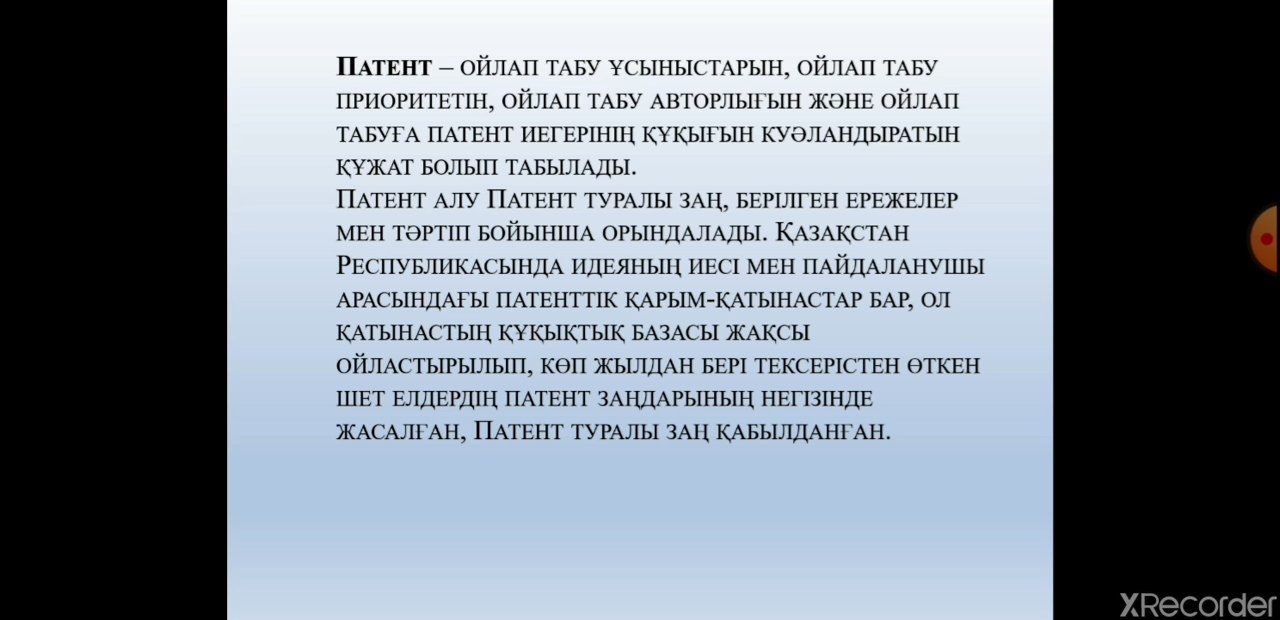 Патент – ойлап табу ұсыныстарын, ойлап табу
приоритетін, ойлап табу авторлығын және ойлап
табуға патент иегерінің құқығын куәландыратын
құжат болып табылады.
Патент алу Патент туралы заң, берілген ережелер
мен тәртіп бойынша орындалады. Қазақстан
Республикасында идеяның иесі мен пайдаланушы
арасындағы патенттік қарым-қатынастар бар, ол
қатынастың құқықтық базасы жақсы
ойластырылып, көп жылдан бері тексерістен өткен
шет елдердің патент заңдарының негізінде
жасалған, Патент туралы заң қабылданған.
XRecorder